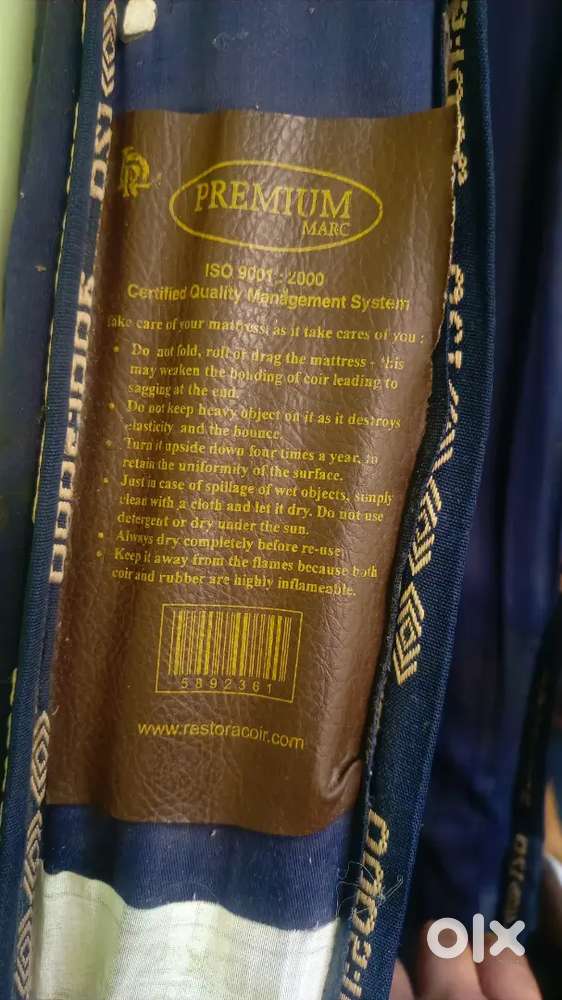 PREMIUM
MARC
ISO 9001 - 2000
Certified Quality Management System
take care of your mattress, as it take cares of you :
• Do not fold, roll or drag the mattress - this
may weaken the bonding of coir leading to
sagging at the end.
• Do not keep heavy object on it as it destroys
elasticity and the bounce.
• Turn it upside down four times a year, to
retain the uniformity of the surface.
• Just in case of spillage of wet objects, simply
clean with a cloth and let it dry. Do not use
detergent or dry under the sun.
• Always dry completely before re-use.
• Keep it away from the flames because both
coir and rubber are highly inflameable.
5892361
www.restoracoir.com
olx